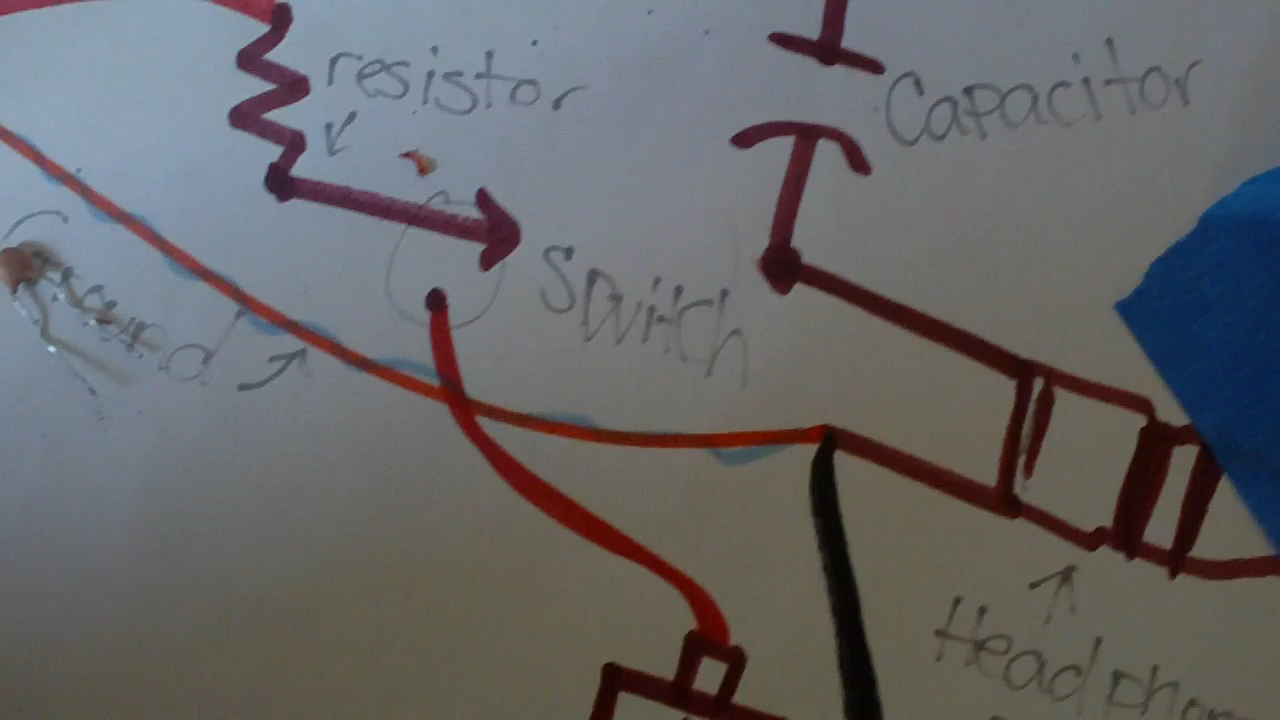 resistor
Capacitor
Switch
Ground
Headphon